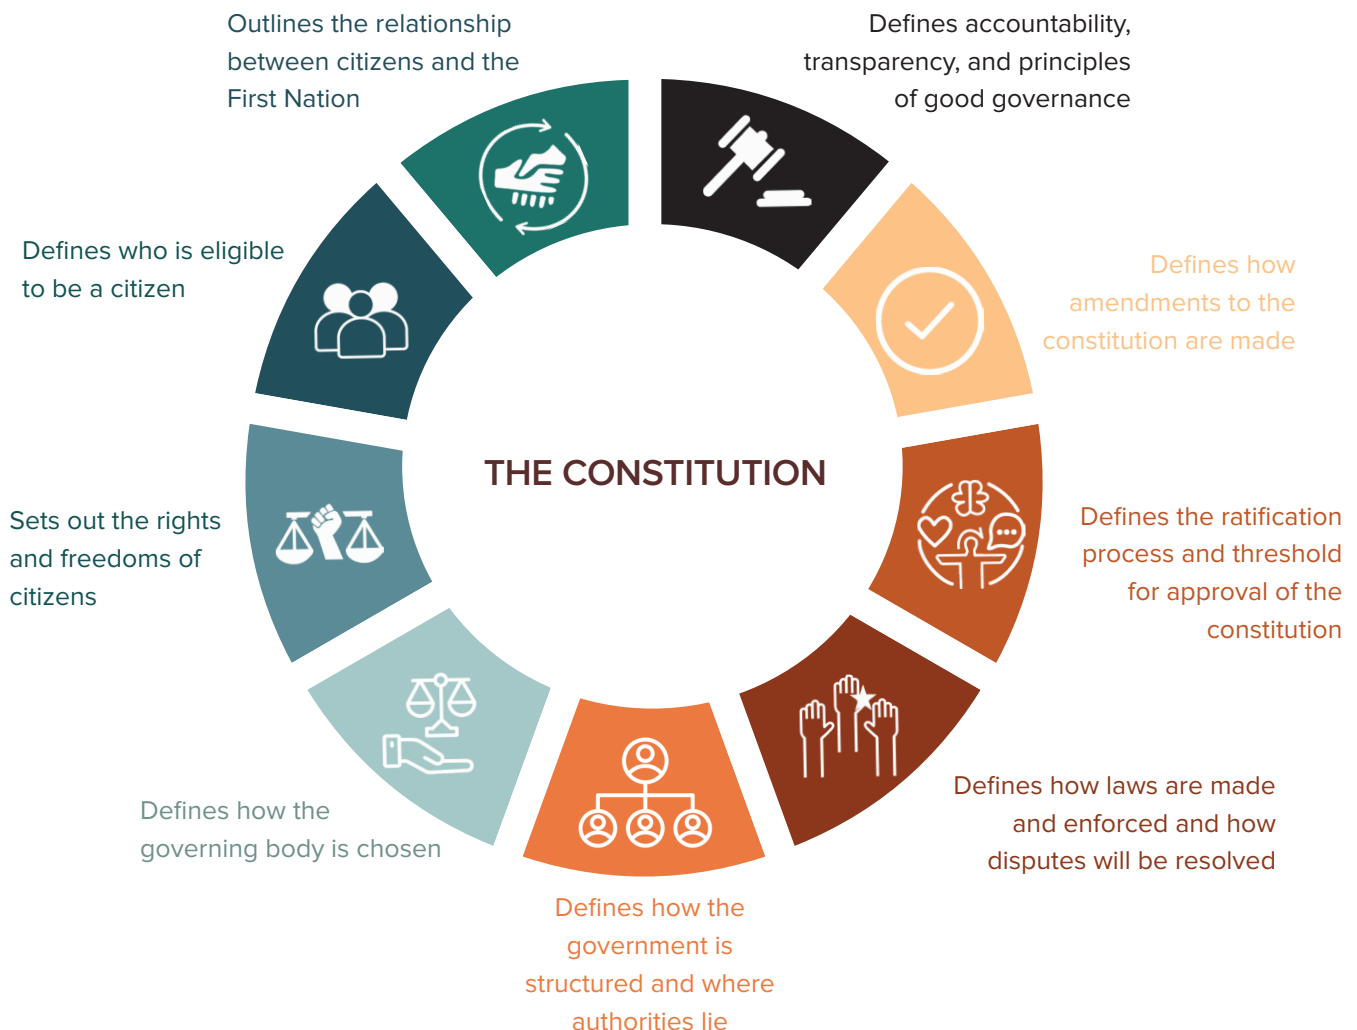 Outlines the relationship
between citizens and the
First Nation
Defines accountability,
transparency, and principles
of good governance
Defines who is eligible
to be a citizen
Defines how
amendments to the
constitution are made
THE CONSTITUTION
Sets out the rights
and freedoms of
citizens
Defines the ratification
process and threshold
for approval of the
constitution
Defines how the
governing body is chosen
Defines how laws are made
and enforced and how
disputes will be resolved
Defines how the
government is
structured and where
authorities lie